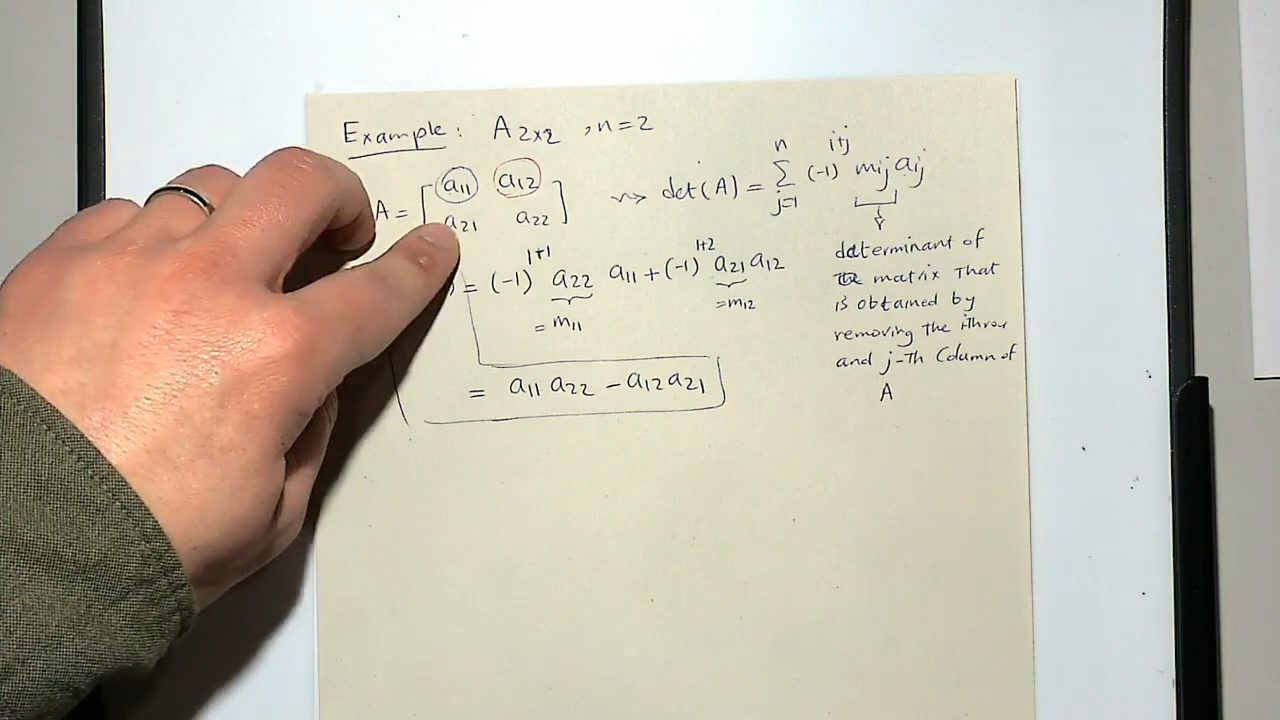 Example: A 2x2 , n=2
A = [ a11 a12
a21 a22 ]
⇝ det(A) = n Σ j=1 (-1) i+j mij aij
= (-1) 1+1 a22 a11 + (-1) 1+2 a21 a12
= m11
= m12
= a11 a22 - a12 a21
determinant of
the matrix that
is obtained by
removing the i-th row
and j-th Column of
A